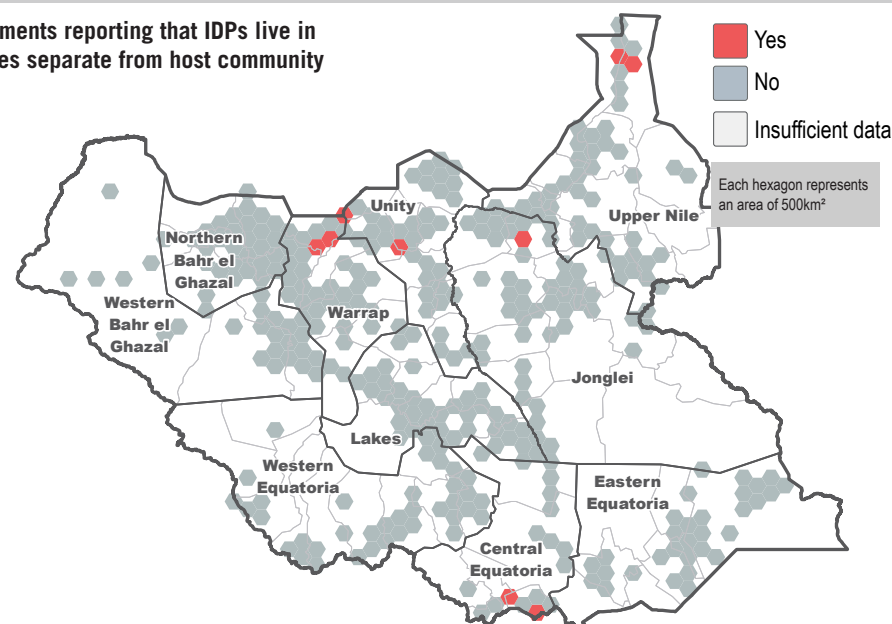 ments reporting that IDPs live in
es separate from host community
Yes
No
Insufficient data
Each hexagon represents
an area of 500km²
Unity
Upper Nile
Northern
Bahr el
Ghazal
Western
Bahr el
Ghazal
Warrap
Jonglei
Lakes
Western
Equatoria
Eastern
Equatoria
Central
Equatoria